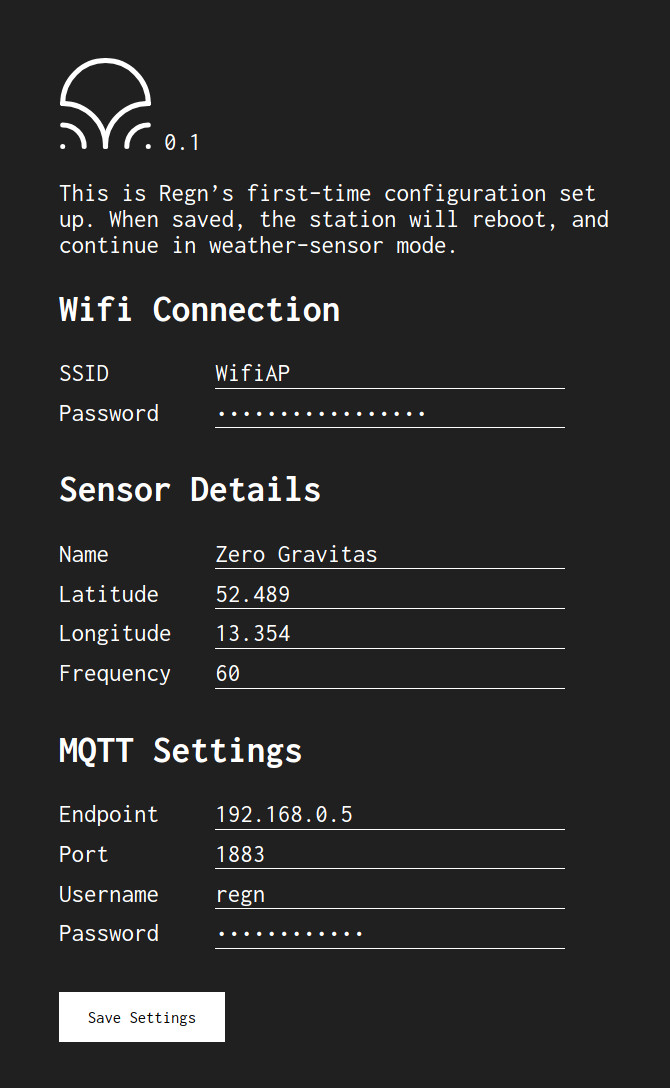 0.1
This is Regn’s first-time configuration set
up. When saved, the station will reboot, and
continue in weather-sensor mode.
Wifi Connection
SSID WifiAP
Password •••••••••••••••••
Sensor Details
Name Zero Gravitas
Latitude 52.489
Longitude 13.354
Frequency 60
MQTT Settings
Endpoint 192.168.0.5
Port 1883
Username regn
Password ••••••••••••
Save Settings